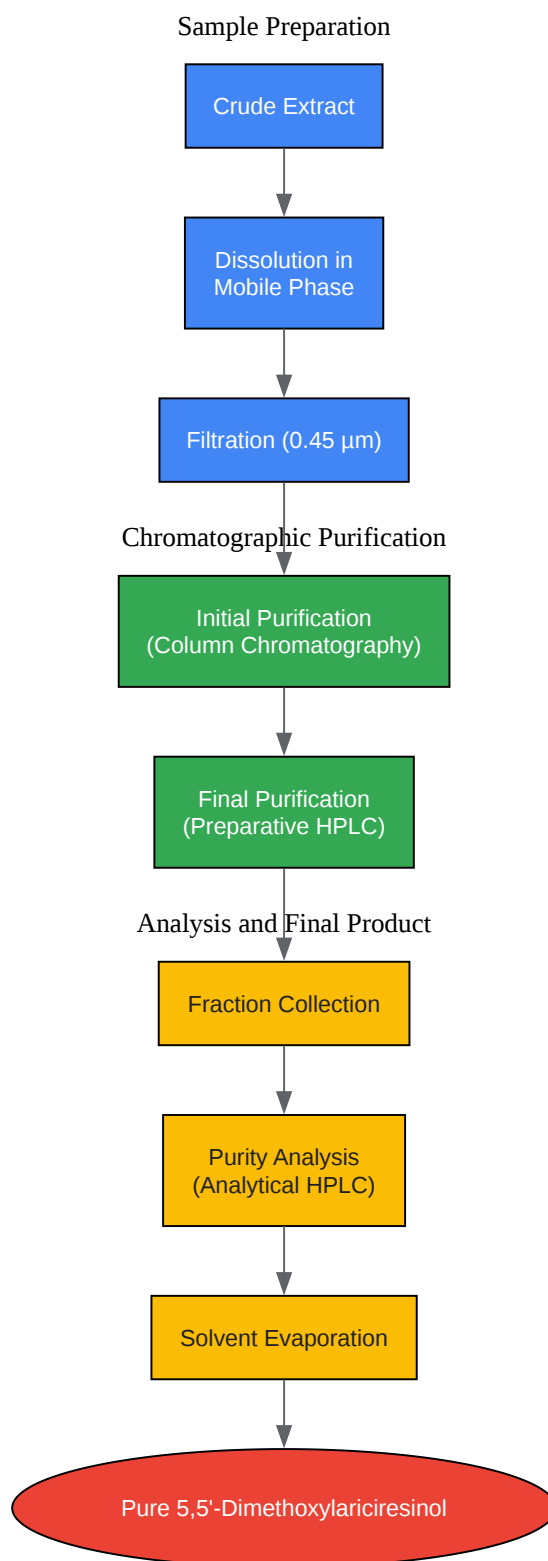 Sample Preparation
Crude Extract
Dissolution in
Mobile Phase
Filtration (0.45 µm)
Chromatographic Purification
Initial Purification
(Column Chromatography)
Final Purification
(Preparative HPLC)
Analysis and Final Product
Fraction Collection
Purity Analysis
(Analytical HPLC)
Solvent Evaporation
Pure 5,5'-Dimethoxylariciresinol